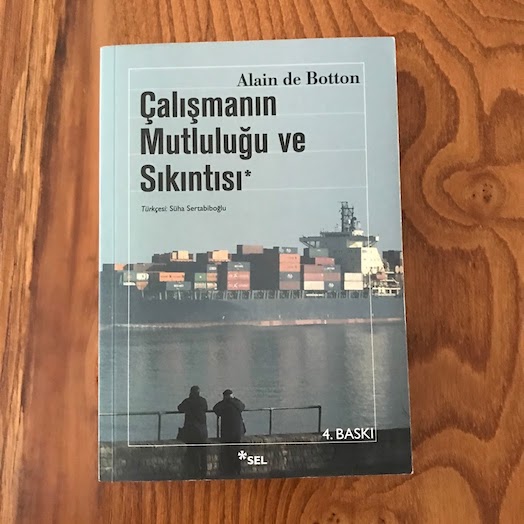 Alain de Botton
Çalışmanın
Mutluluğu ve
Sıkıntısı*
Türkçesi: Süha Sertabiboğlu
4. BASKI
*SEL